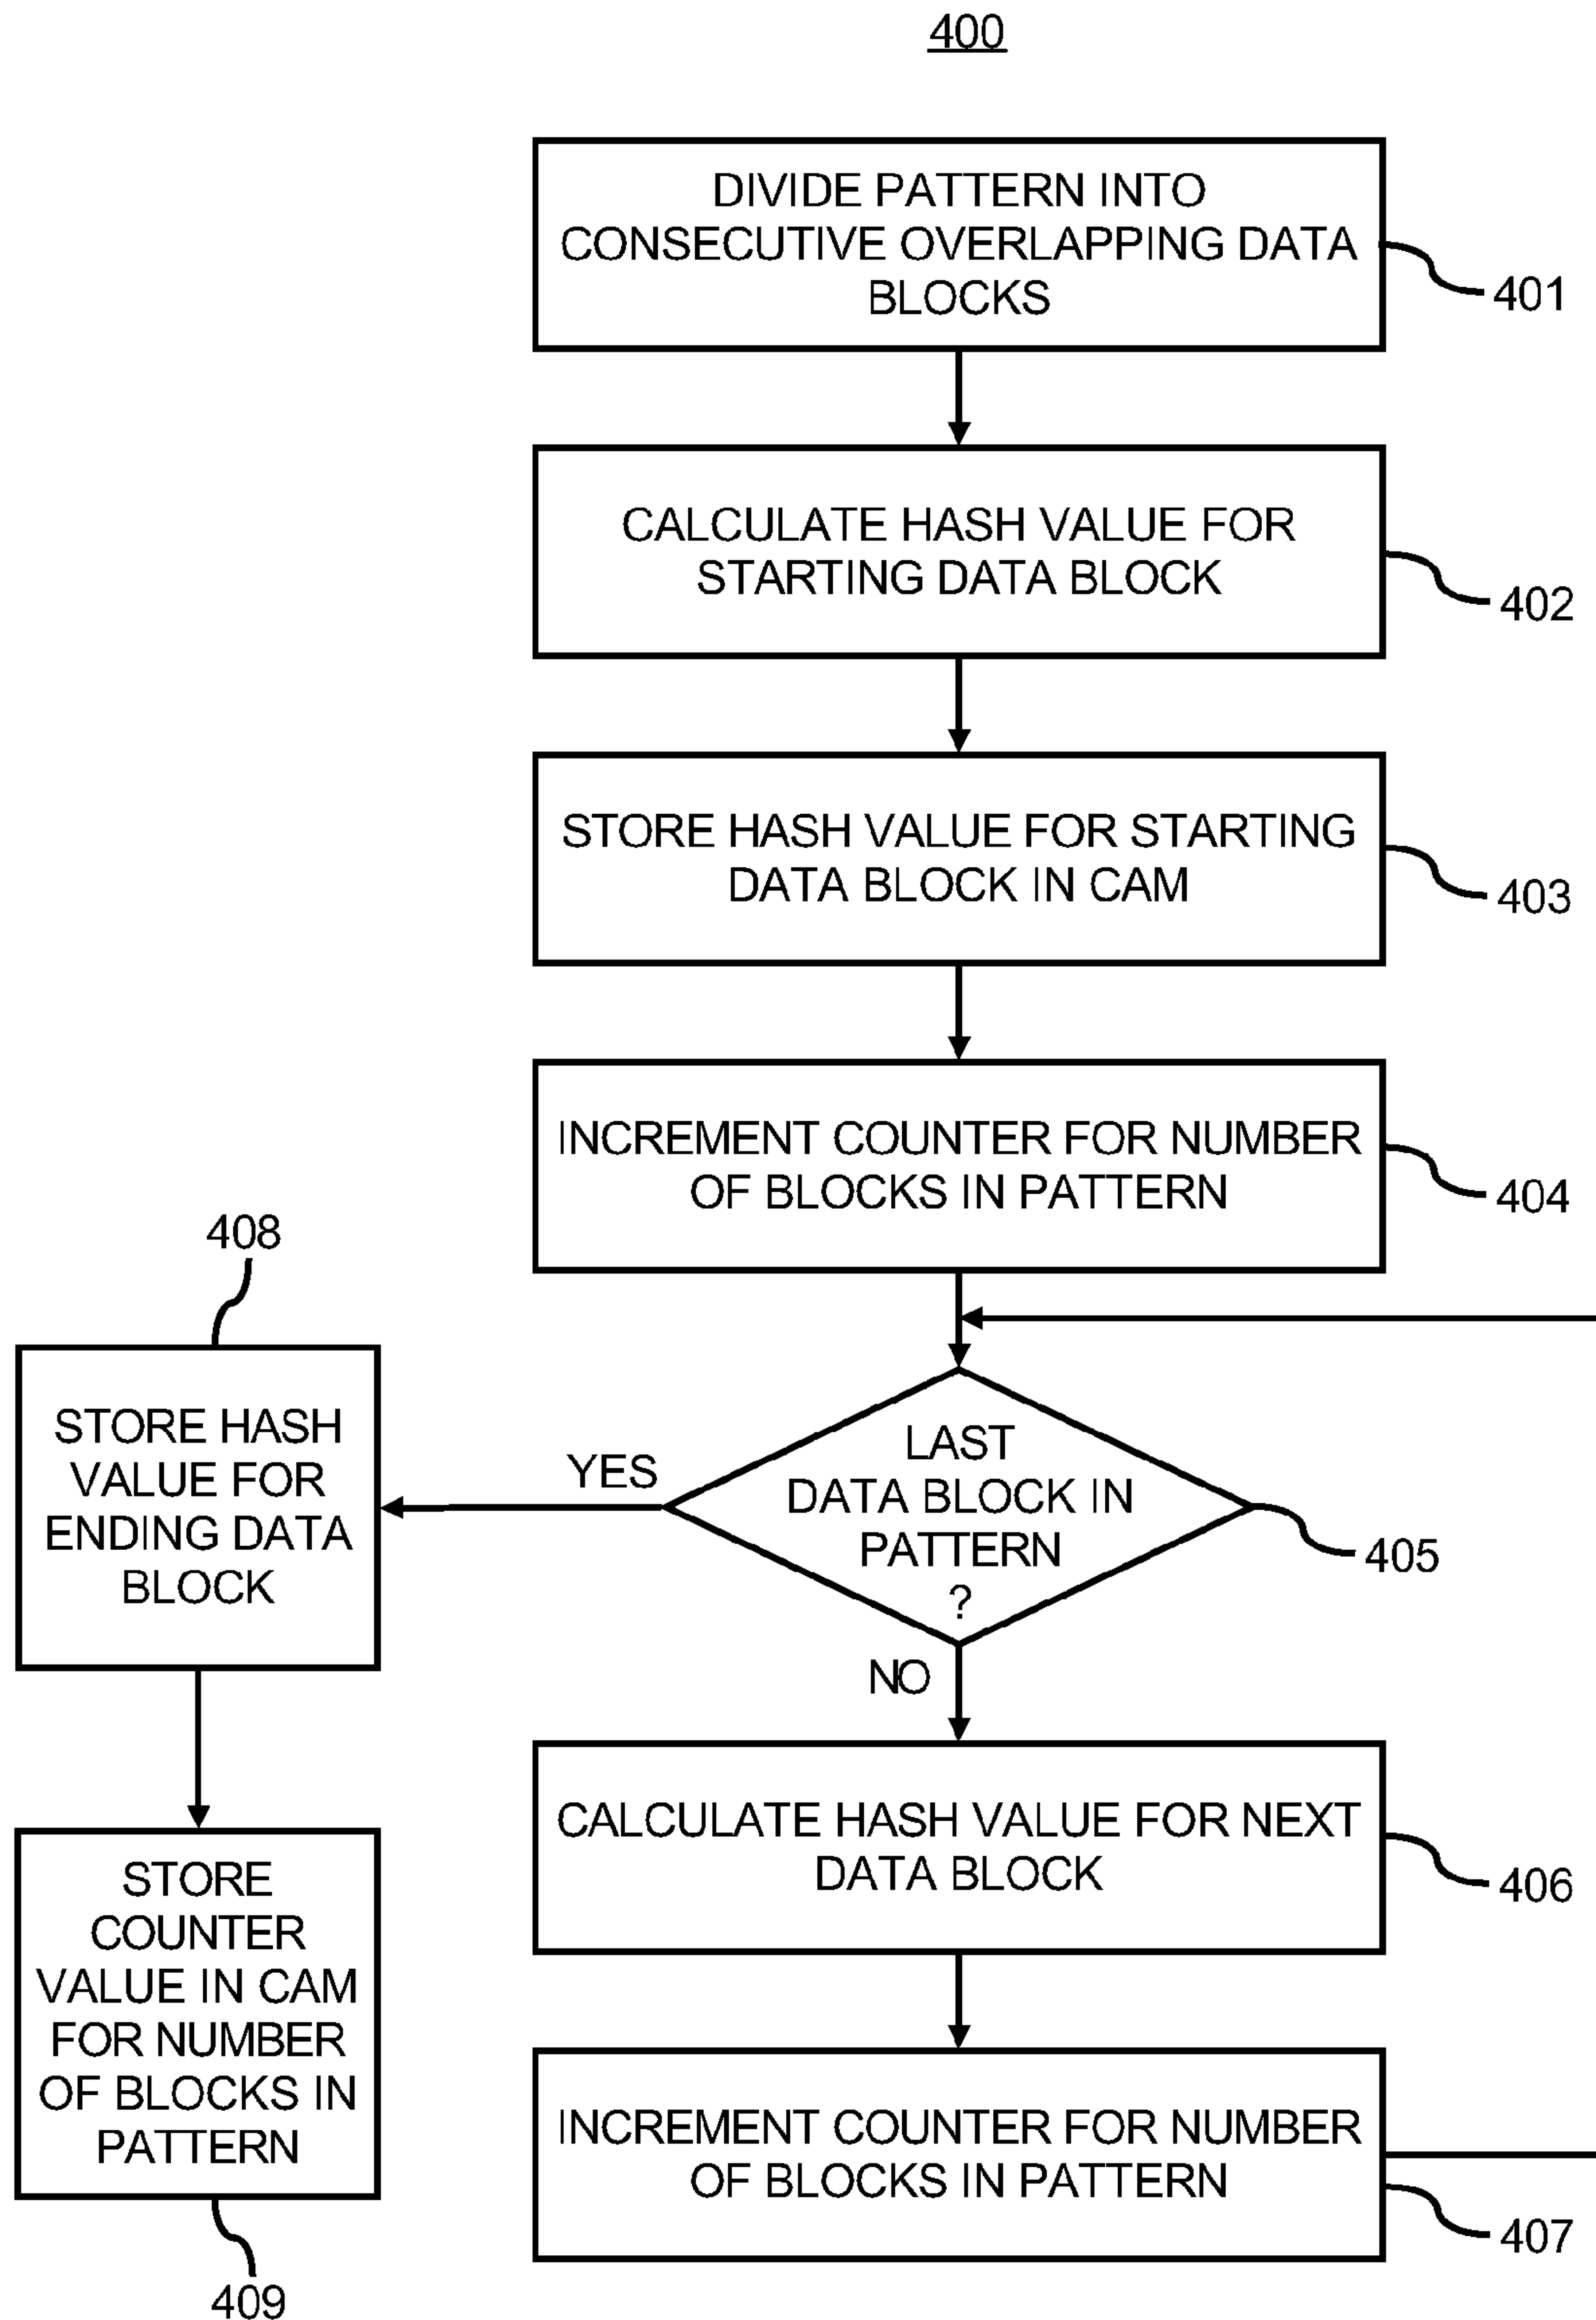 400
DIVIDE PATTERN INTO
CONSECUTIVE OVERLAPPING DATA
BLOCKS
401
CALCULATE HASH VALUE FOR
STARTING DATA BLOCK
402
STORE HASH VALUE FOR STARTING
DATA BLOCK IN CAM
403
INCREMENT COUNTER FOR NUMBER
OF BLOCKS IN PATTERN
404
LAST
DATA BLOCK IN
PATTERN
?
405
YES
NO
408
STORE HASH
VALUE FOR
ENDING DATA
BLOCK
CALCULATE HASH VALUE FOR NEXT
DATA BLOCK
406
STORE
COUNTER
VALUE IN CAM
FOR NUMBER
OF BLOCKS IN
PATTERN
409
INCREMENT COUNTER FOR NUMBER
OF BLOCKS IN PATTERN
407